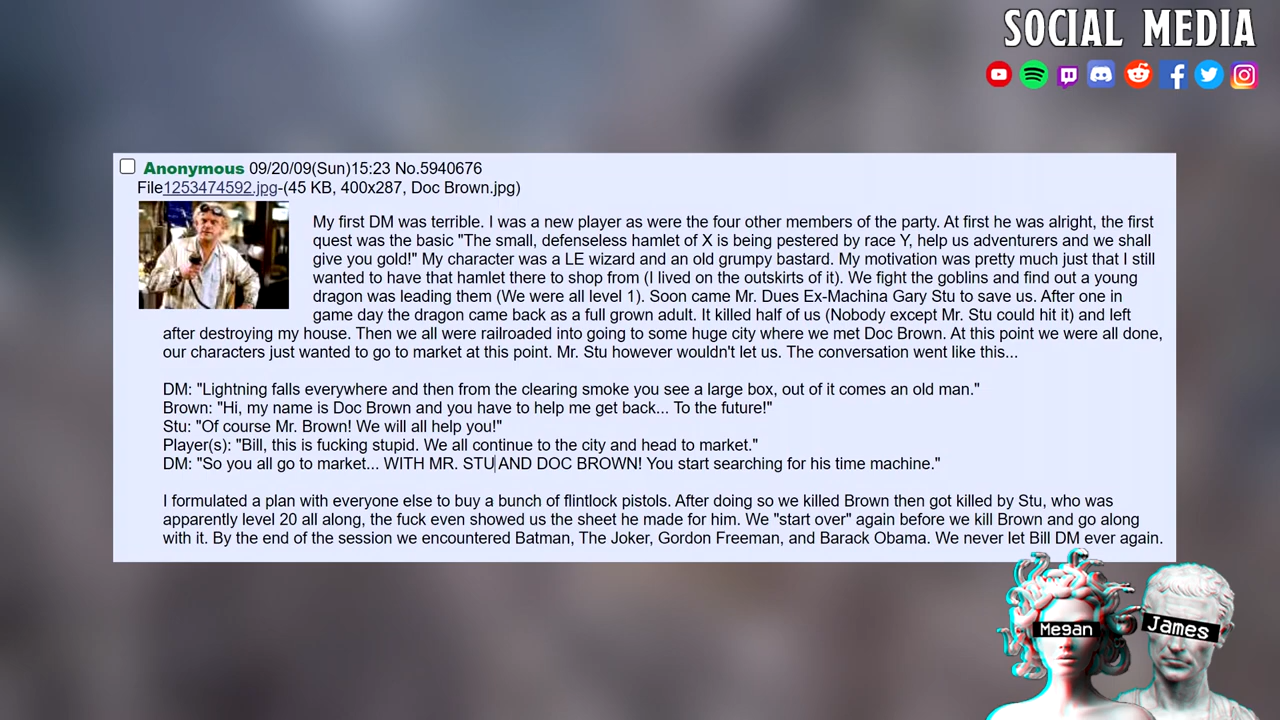 SOCIAL MEDIA
Anonymous 09/20/09(Sun)15:23 No.5940676
File1253474592.jpg-(45 KB, 400x287, Doc Brown.jpg)
My first DM was terrible. I was a new player as were the four other members of the party. At first he was alright, the first
quest was the basic "The small, defenseless hamlet of X is being pestered by race Y, help us adventurers and we shall
give you gold!" My character was a LE wizard and an old grumpy bastard. My motivation was pretty much just that I still
wanted to have that hamlet there to shop from (I lived on the outskirts of it). We fight the goblins and find out a young
dragon was leading them (We were all level 1). Soon came Mr. Dues Ex-Machina Gary Stu to save us. After one in
game day the dragon came back as a full grown adult. It killed half of us (Nobody except Mr. Stu could hit it) and left
after destroying my house. Then we all were railroaded into going to some huge city where we met Doc Brown. At this point we were all done,
our characters just wanted to go to market at this point. Mr. Stu however wouldn't let us. The conversation went like this...
DM: "Lightning falls everywhere and then from the clearing smoke you see a large box, out of it comes an old man."
Brown: "Hi, my name is Doc Brown and you have to help me get back... To the future!"
Stu: "Of course Mr. Brown! We will all help you!"
Player(s): "Bill, this is fucking stupid. We all continue to the city and head to market."
DM: "So you all go to market... WITH MR. STU AND DOC BROWN! You start searching for his time machine."
I formulated a plan with everyone else to buy a bunch of flintlock pistols. After doing so we killed Brown then got killed by Stu, who was
apparently level 20 all along, the fuck even showed us the sheet he made for him. We "start over" again before we kill Brown and go along
with it. By the end of the session we encountered Batman, The Joker, Gordon Freeman, and Barack Obama. We never let Bill DM ever again.
Megan
James